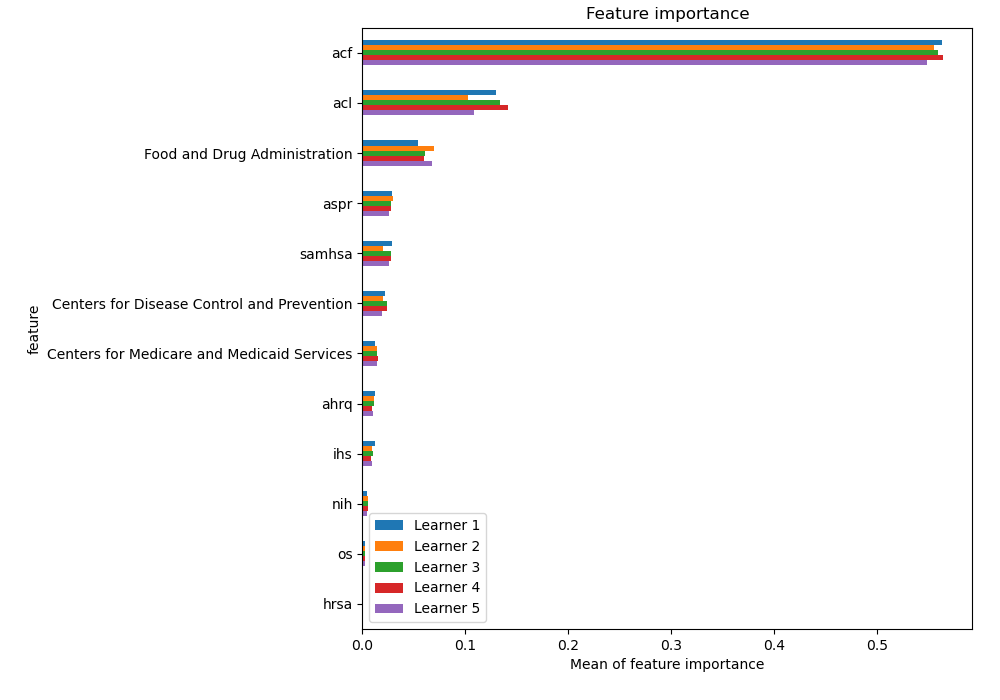 Feature importance
acf
acl
Food and Drug Administration
aspr
samhsa
Centers for Disease Control and Prevention
Centers for Medicare and Medicaid Services
ahrq
ihs
nih
os
hrsa
feature
Learner 1
Learner 2
Learner 3
Learner 4
Learner 5
0.0 0.1 0.2 0.3 0.4 0.5
Mean of feature importance